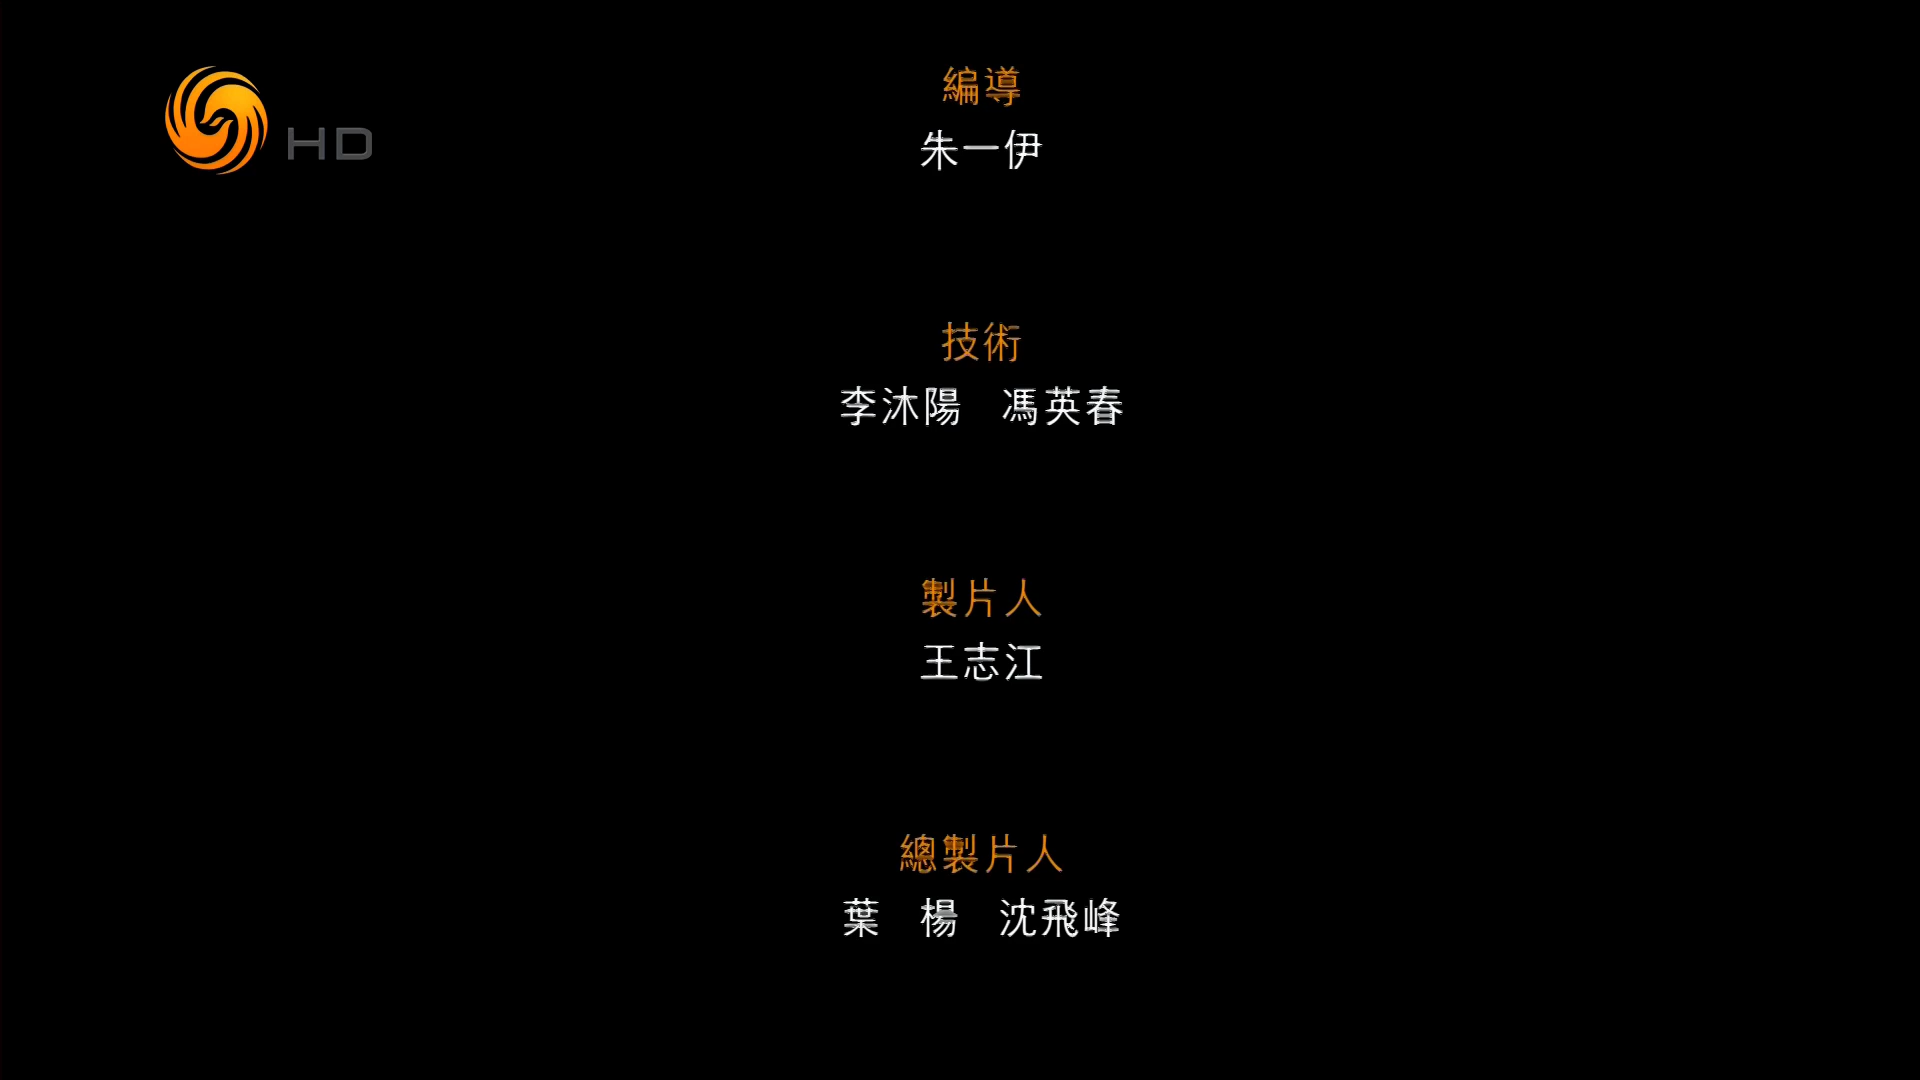 HD
編導
朱一伊
技術
李沐陽 馮英春
製片人
王志江
總製片人
葉 楊 沈飛峰